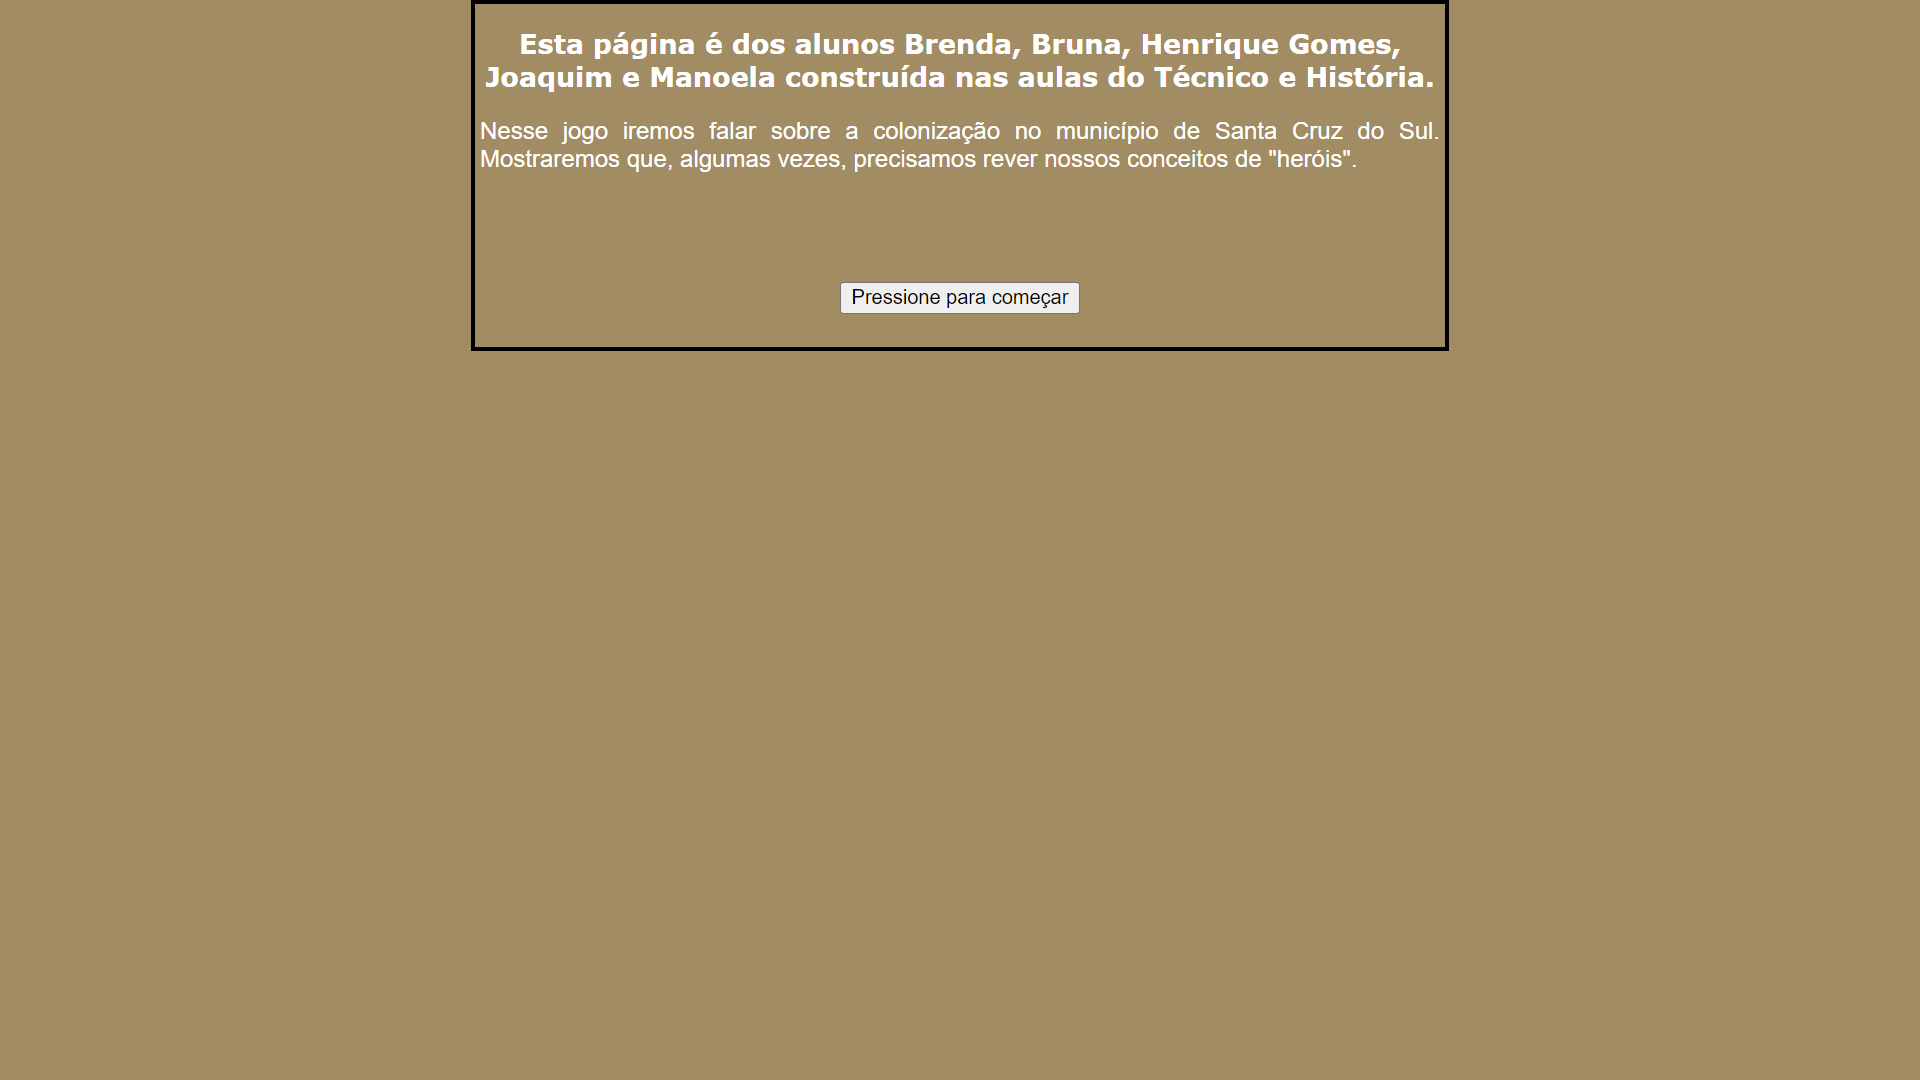 Esta página é dos alunos Brenda, Bruna, Henrique Gomes,
Joaquim e Manoela construída nas aulas do Técnico e História.
Nesse jogo iremos falar sobre a colonização no município de Santa Cruz do Sul.
Mostraremos que, algumas vezes, precisamos rever nossos conceitos de "heróis".
Pressione para começar